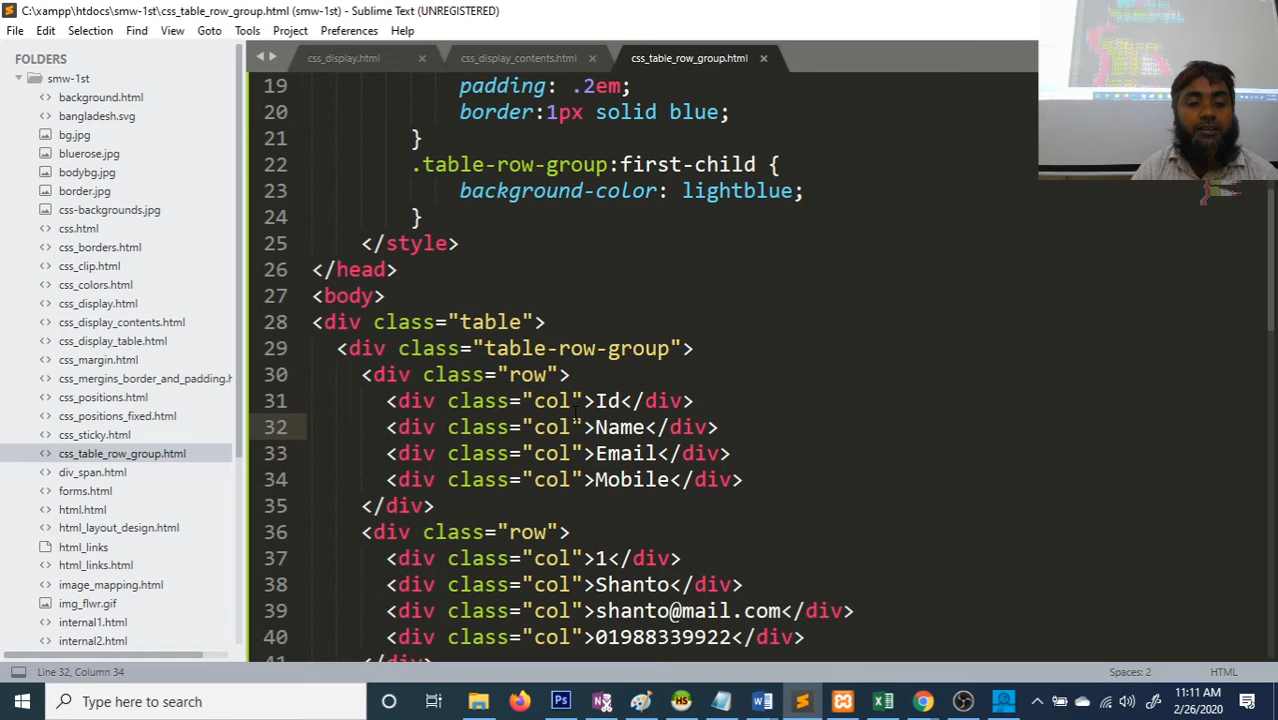 C:\xampp\htdocs\smw-1st\css_table_row_group.html (smw-1st) - Sublime Text (UNREGISTERED)
File Edit Selection Find View Goto Tools Project Preferences Help
FOLDERS
smw-1st
background.html
bangladesh.svg
bg.jpg
bluerose.jpg
bodybg.jpg
border.jpg
css-backgrounds.jpg
css.html
css_borders.html
css_clip.html
css_colors.html
css_display.html
css_display_contents.html
css_display_table.html
css_margin.html
css_mergins_border_and_padding.h
css_positions.html
css_positions_fixed.html
css_sticky.html
css_table_row_group.html
div_span.html
forms.html
html.html
html_layout_design.html
html_links
html_links.html
image_mapping.html
img_flwr.gif
internal1.html
internal2.html
css_display.html css_display_contents.html css_table_row_group.html
19 padding: .2em;
20 border:1px solid blue;
21 }
22 .table-row-group:first-child {
23 background-color: lightblue;
24 }
25 </style>
26 </head>
27 <body>
28 <div class="table">
29 <div class="table-row-group">
30 <div class="row">
31 <div class="col">Id</div>
32 <div class="col">Name</div>
33 <div class="col">Email</div>
34 <div class="col">Mobile</div>
35 </div>
36 <div class="row">
37 <div class="col">1</div>
38 <div class="col">Shanto</div>
39 <div class="col">shanto@mail.com</div>
40 <div class="col">01988339922</div>
41 </div>
Line 32, Column 34 Spaces: 2 HTML
Type here to search 11:11 AM
2/26/2020